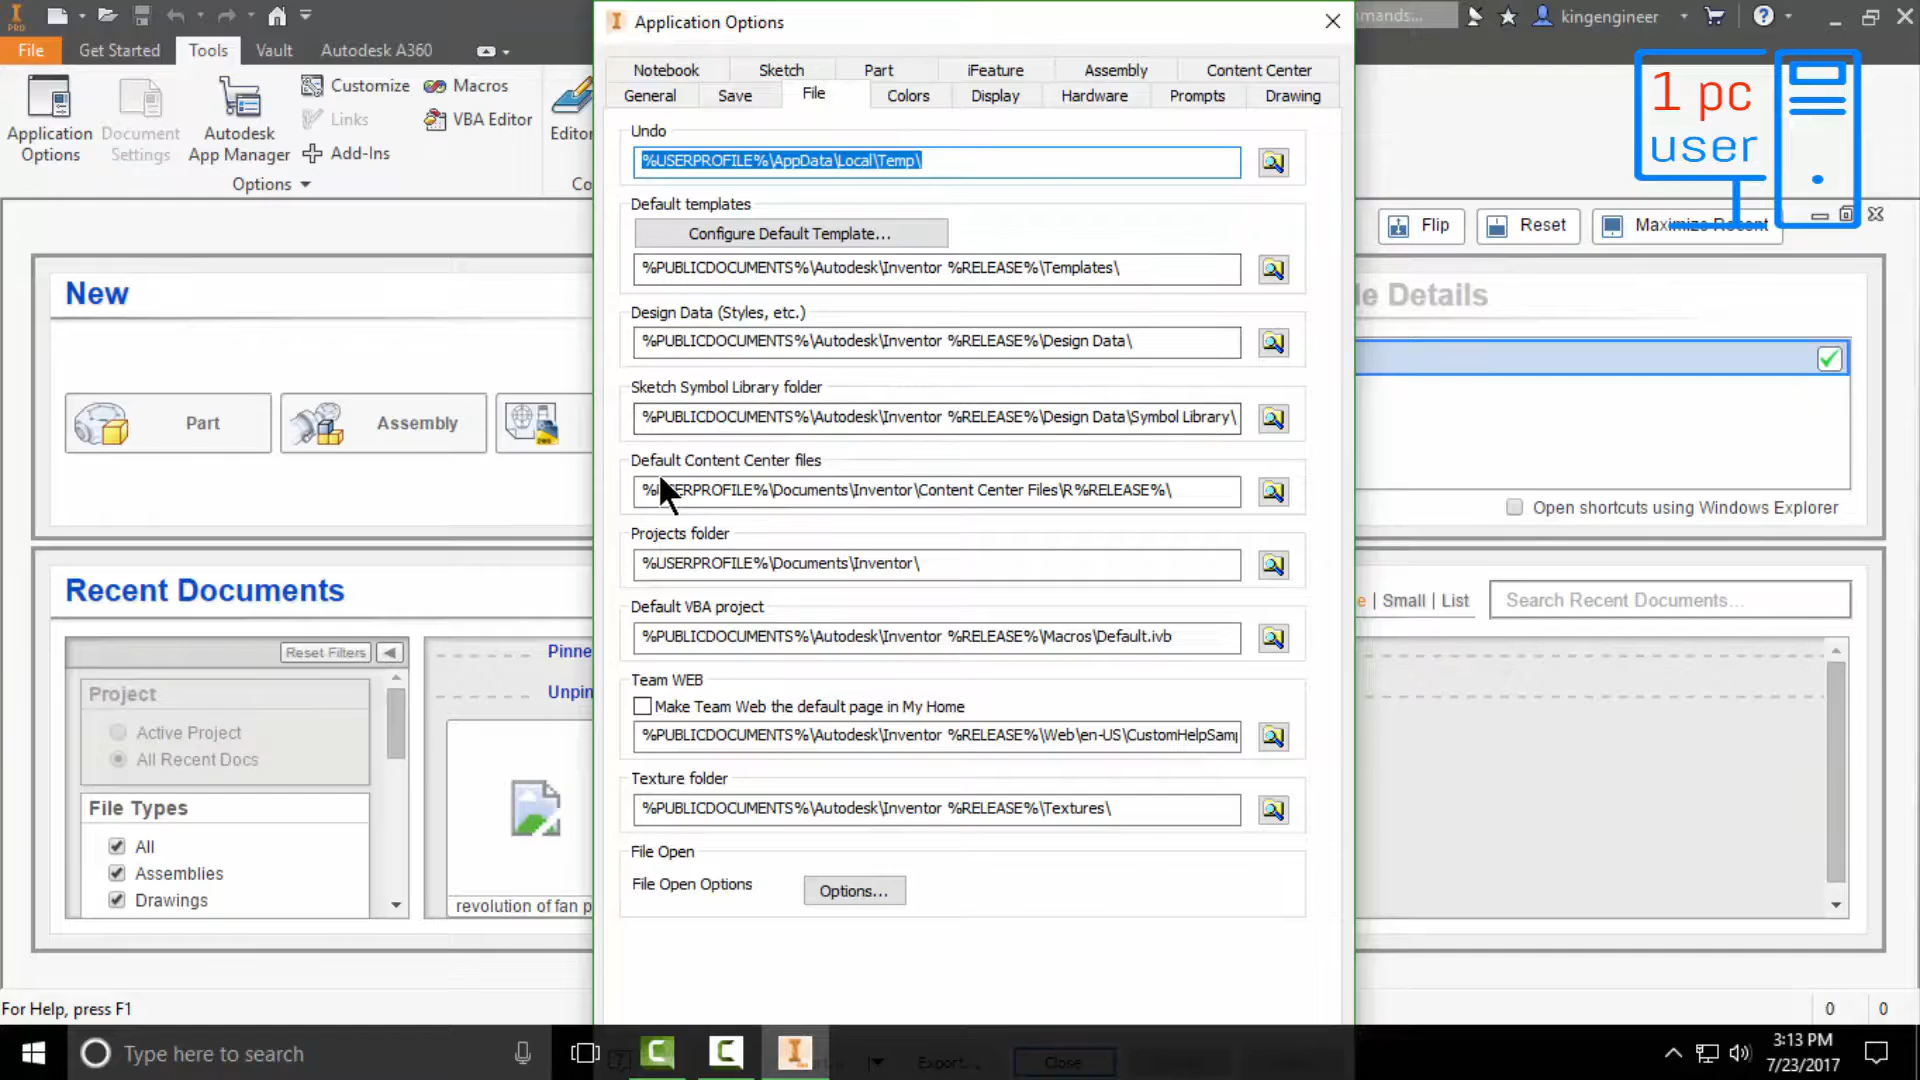 Application Options
mmands...
kingengineer
PRO
File
Get Started
Tools
Vault
Autodesk A360
Notebook
Sketch
Part
iFeature
Assembly
Content Center
General
Save
File
Colors
Display
Hardware
Prompts
Drawing
1 pc
user
Application
Options
Document
Settings
Autodesk
App Manager
Customize
Links
Add-Ins
Macros
VBA Editor
Editor
Options
Co
Undo
%USERPROFILE%\AppData\Local\Temp\
Default templates
Configure Default Template...
%PUBLICDOCUMENTS%\Autodesk\Inventor %RELEASE%\Templates\
Design Data (Styles, etc.)
%PUBLICDOCUMENTS%\Autodesk\Inventor %RELEASE%\Design Data\
Sketch Symbol Library folder
%PUBLICDOCUMENTS%\Autodesk\Inventor %RELEASE%\Design Data\Symbol Library\
Default Content Center files
%USERPROFILE%\Documents\Inventor\Content Center Files\R%RELEASE%\
Projects folder
%USERPROFILE%\Documents\Inventor\
Default VBA project
%PUBLICDOCUMENTS%\Autodesk\Inventor %RELEASE%\Macros\Default.ivb
Team WEB
Make Team Web the default page in My Home
%PUBLICDOCUMENTS%\Autodesk\Inventor %RELEASE%\Web\en-US\CustomHelpSamp
Texture folder
%PUBLICDOCUMENTS%\Autodesk\Inventor %RELEASE%\Textures\
File Open
File Open Options
Options...
Flip
Reset
Maximize Recent
New
Part
Assembly
le Details
Open shortcuts using Windows Explorer
Recent Documents
e | Small | List
Search Recent Documents...
Reset Filters
Project
Active Project
All Recent Docs
File Types
All
Assemblies
Drawings
Pinne
Unpin
revolution of fan p
For Help, press F1
0
0
Type here to search
Export...
Close
3:13 PM
7/23/2017